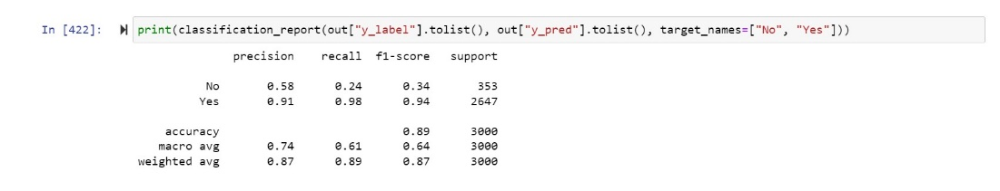 In [422]: print(classification_report(out["y_label"].tolist(), out["y_pred"].tolist(), target_names=["No", "Yes"]))
precision recall f1-score support
No 0.58 0.24 0.34 353
Yes 0.91 0.98 0.94 2647
accuracy 0.89 3000
macro avg 0.74 0.61 0.64 3000
weighted avg 0.87 0.89 0.87 3000